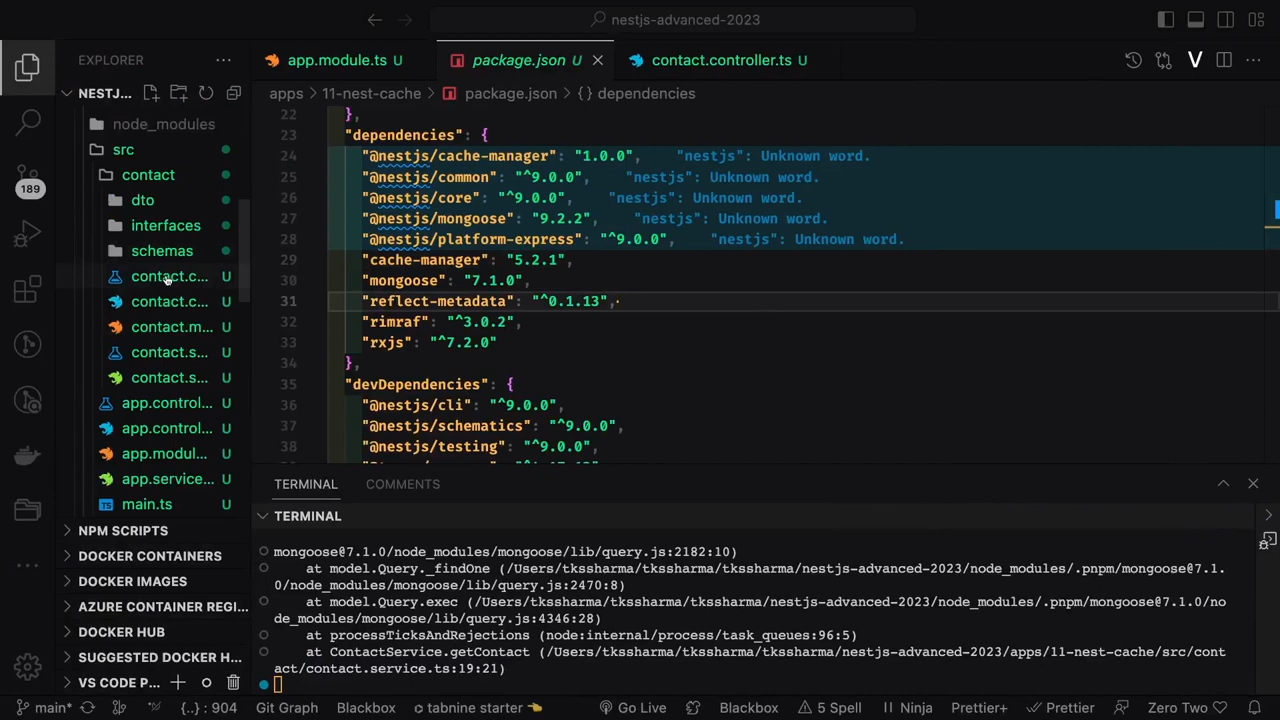 nestjs-advanced-2023
EXPLORER
app.module.ts U
package.json U
contact.controller.ts U
NESTJ...
apps > 11-nest-cache > package.json > {} dependencies
node_modules
src
contact
dto
interfaces
schemas
contact.c... U
contact.c... U
contact.m... U
contact.s... U
contact.s... U
app.control... U
app.control... U
app.modul... U
app.service... U
main.ts U
NPM SCRIPTS
DOCKER CONTAINERS
DOCKER IMAGES
AZURE CONTAINER REGI...
DOCKER HUB
SUGGESTED DOCKER H...
VS CODE P...
189
22 },
23 "dependencies": {
24 "@nestjs/cache-manager": "1.0.0", "nestjs": Unknown word.
25 "@nestjs/common": "^9.0.0", "nestjs": Unknown word.
26 "@nestjs/core": "^9.0.0", "nestjs": Unknown word.
27 "@nestjs/mongoose": "9.2.2", "nestjs": Unknown word.
28 "@nestjs/platform-express": "^9.0.0", "nestjs": Unknown word.
29 "cache-manager": "5.2.1",
30 "mongoose": "7.1.0",
31 "reflect-metadata": "^0.1.13",
32 "rimraf": "^3.0.2",
33 "rxjs": "^7.2.0"
34 },
35 "devDependencies": {
36 "@nestjs/cli": "^9.0.0",
37 "@nestjs/schematics": "^9.0.0",
38 "@nestjs/testing": "^9.0.0",
TERMINAL COMMENTS
TERMINAL
mongoose@7.1.0/node_modules/mongoose/lib/query.js:2182:10)
at model.Query._findOne (/Users/tkssharma/tkssharma/nestjs-advanced-2023/node_modules/.pnpm/mongoose@7.1.
0/node_modules/mongoose/lib/query.js:2470:8)
at model.Query.exec (/Users/tkssharma/tkssharma/nestjs-advanced-2023/node_modules/.pnpm/mongoose@7.1.0/no
de_modules/mongoose/lib/query.js:4346:28)
at processTicksAndRejections (node:internal/process/task_queues:96:5)
at ContactService.getContact (/Users/tkssharma/tkssharma/nestjs-advanced-2023/apps/11-nest-cache/src/cont
act/contact.service.ts:19:21)
main* {..} : 904 Git Graph Blackbox tabnine starter Go Live Blackbox 5 Spell Ninja Prettier+ Prettier Zero Two